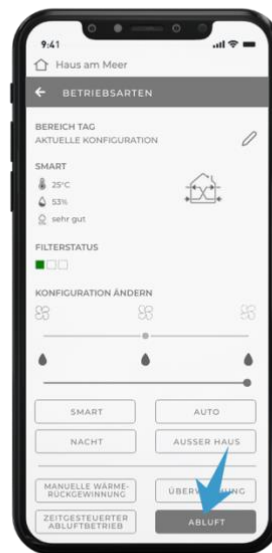 9:41
Haus am Meer
BETRIEBSARTEN
BEREICH TAG
AKTUELLE KONFIGURATION
SMART
25°C
53%
sehr gut
FILTERSTATUS
KONFIGURATION ÄNDERN
SMART AUTO
NACHT AUSSER HAUS
MANUELLE WÄRME-
RÜCKGEWINNUNG
ZEITGESTEUERTER
ABLUFTBETRIEB
ABLUFT